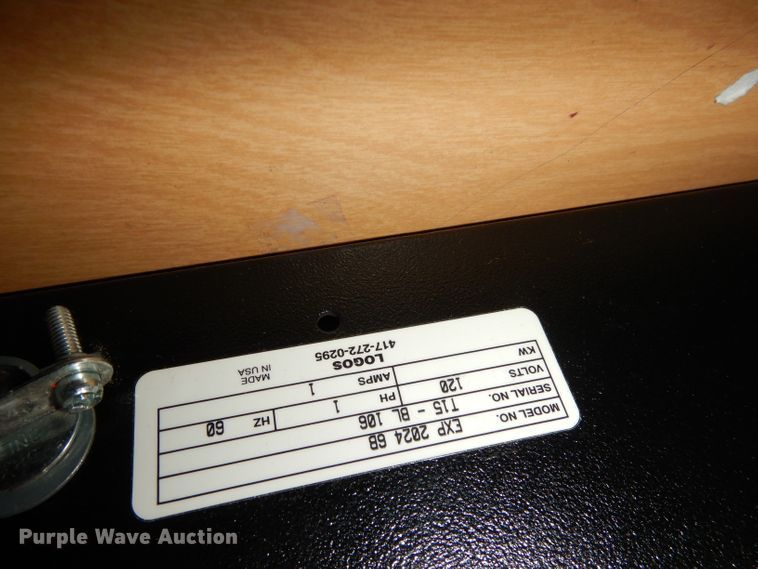 MODEL NO. EXP 2024 6B
SERIAL NO. T15 - BL 106
VOLTS 120 PH 1 HZ 60
KW AMPS 1
LOGOS MADE
417-272-0295 IN USA
Purple Wave Auction